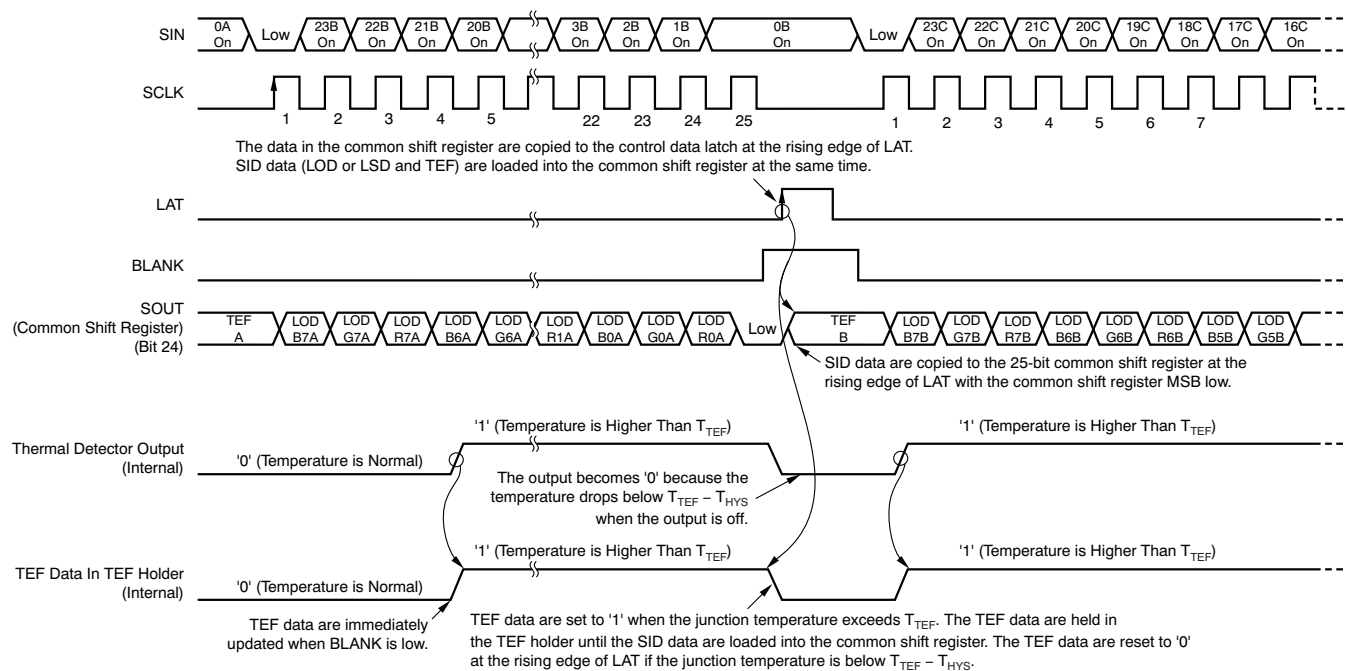 SIN
0A On
Low
23B On
22B On
21B On
20B On
3B On
2B On
1B On
0B On
Low
23C On
22C On
21C On
20C On
19C On
18C On
17C On
16C On
SCLK
1 2 3 4 5 22 23 24 25 1 2 3 4 5 6 7
The data in the common shift register are copied to the control data latch at the rising edge of LAT.
SID data (LOD or LSD and TEF) are loaded into the common shift register at the same time.
LAT
BLANK
SOUT
(Common Shift Register)
(Bit 24)
TEF A
LOD B7A
LOD G7A
LOD R7A
LOD B6A
LOD G6A
LOD R1A
LOD B0A
LOD G0A
LOD R0A
Low
TEF B
LOD B7B
LOD G7B
LOD R7B
LOD B6B
LOD G6B
LOD R6B
LOD B5B
LOD G5B
SID data are copied to the 25-bit common shift register at the
rising edge of LAT with the common shift register MSB low.
Thermal Detector Output
(Internal)
'0' (Temperature is Normal)
'1' (Temperature is Higher Than TTEF)
'1' (Temperature is Higher Than TTEF)
The output becomes '0' because the
temperature drops below TTEF – THYS
when the output is off.
TEF Data In TEF Holder
(Internal)
'0' (Temperature is Normal)
'1' (Temperature is Higher Than TTEF)
'1' (Temperature is Higher Than TTEF)
TEF data are immediately
updated when BLANK is low.
TEF data are set to '1' when the junction temperature exceeds TTEF. The TEF data are held in
the TEF holder until the SID data are loaded into the common shift register. The TEF data are reset to '0'
at the rising edge of LAT if the junction temperature is below TTEF – THYS.